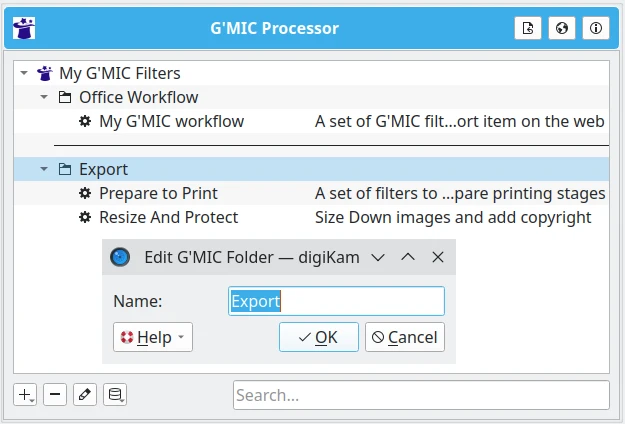 G'MIC Processor
My G'MIC Filters
Office Workflow
My G'MIC workflow A set of G'MIC filt...ort item on the web
Export
Prepare to Print A set of filters to ...pare printing stages
Resize And Protect Size Down images and add copyright
Edit G'MIC Folder — digiKam
Name: Export
Help OK Cancel
Search...